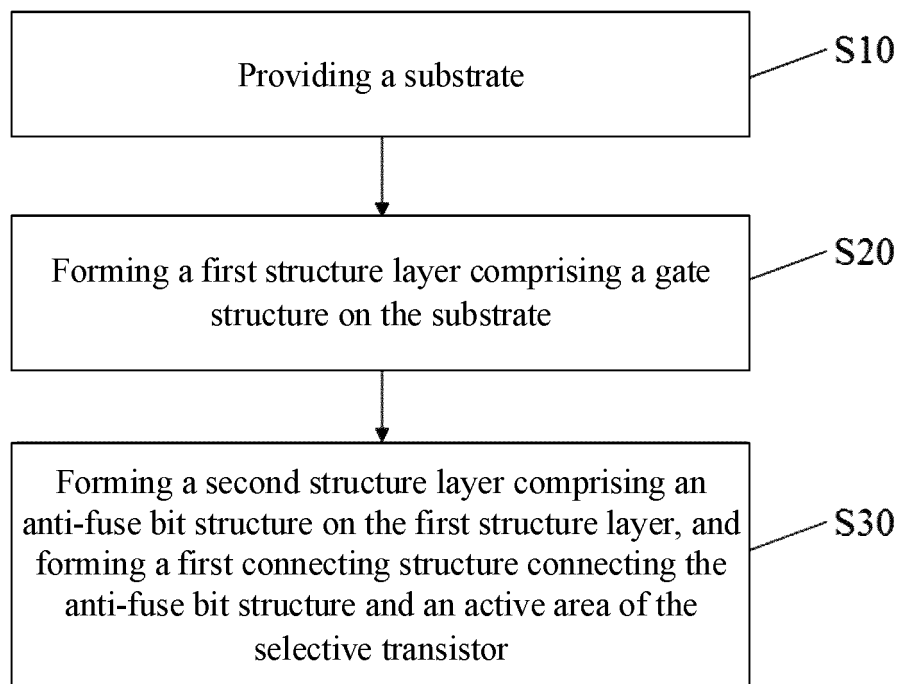 Providing a substrate
S10
Forming a first structure layer comprising a gate
structure on the substrate
S20
Forming a second structure layer comprising an
anti-fuse bit structure on the first structure layer, and
forming a first connecting structure connecting the
anti-fuse bit structure and an active area of the
selective transistor
S30